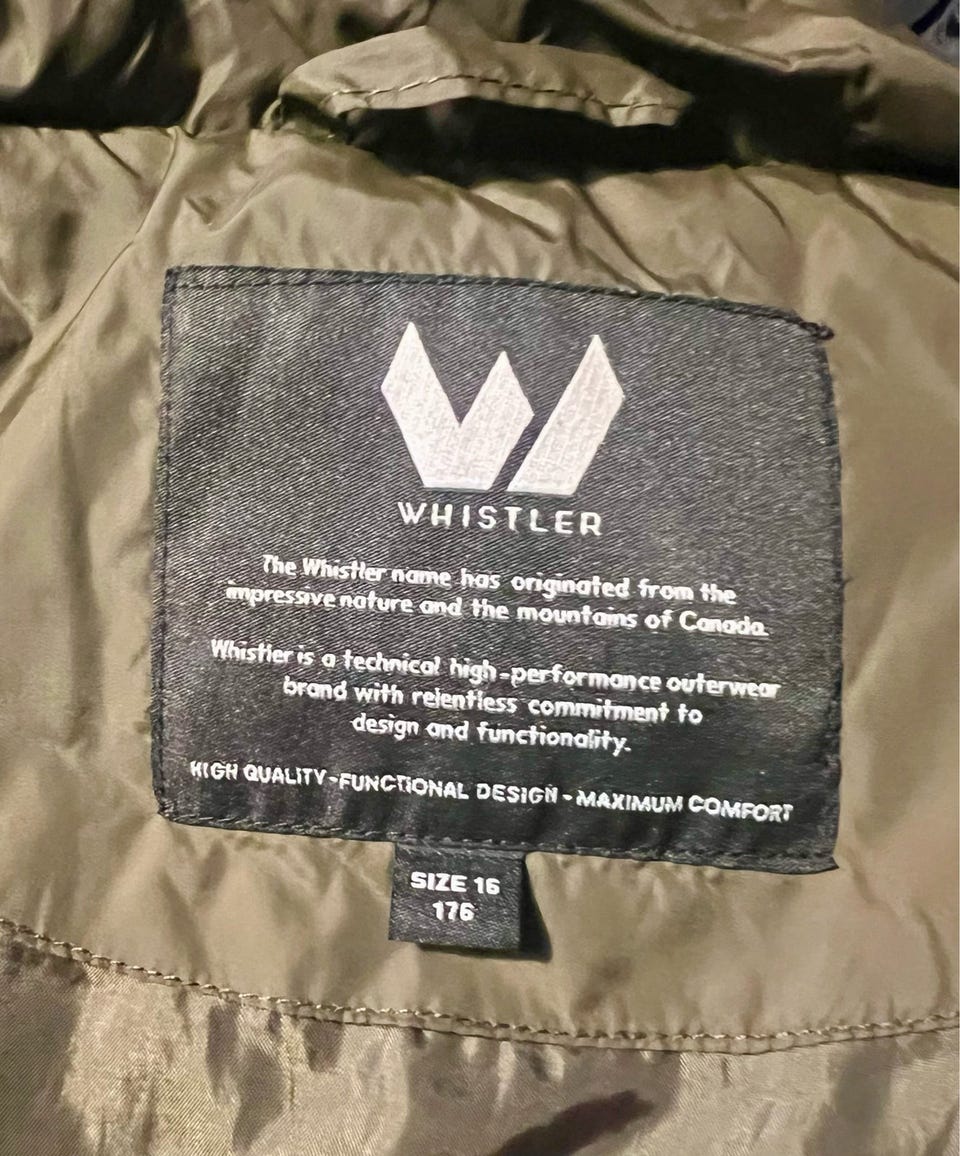 WHISTLER
The Whistler name has originated from the
impressive nature and the mountains of Canada.
Whistler is a technical high-performance outerwear
brand with relentless commitment to
design and functionality.
HIGH QUALITY - FUNCTIONAL DESIGN - MAXIMUM COMFORT
SIZE 16
176